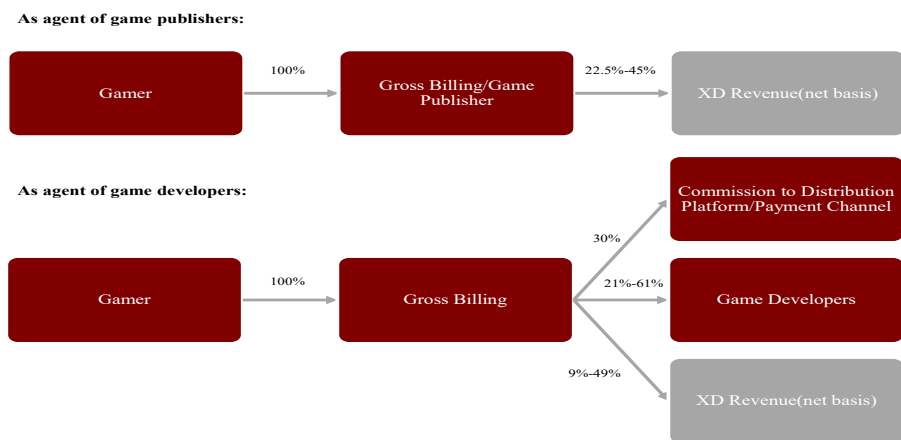 As agent of game publishers:
Gamer
100%
Gross Billing/Game
Publisher
22.5%-45%
XD Revenue(net basis)
As agent of game developers:
Gamer
100%
Gross Billing
30%
Commission to Distribution
Platform/Payment Channel
21%-61%
Game Developers
9%-49%
XD Revenue(net basis)